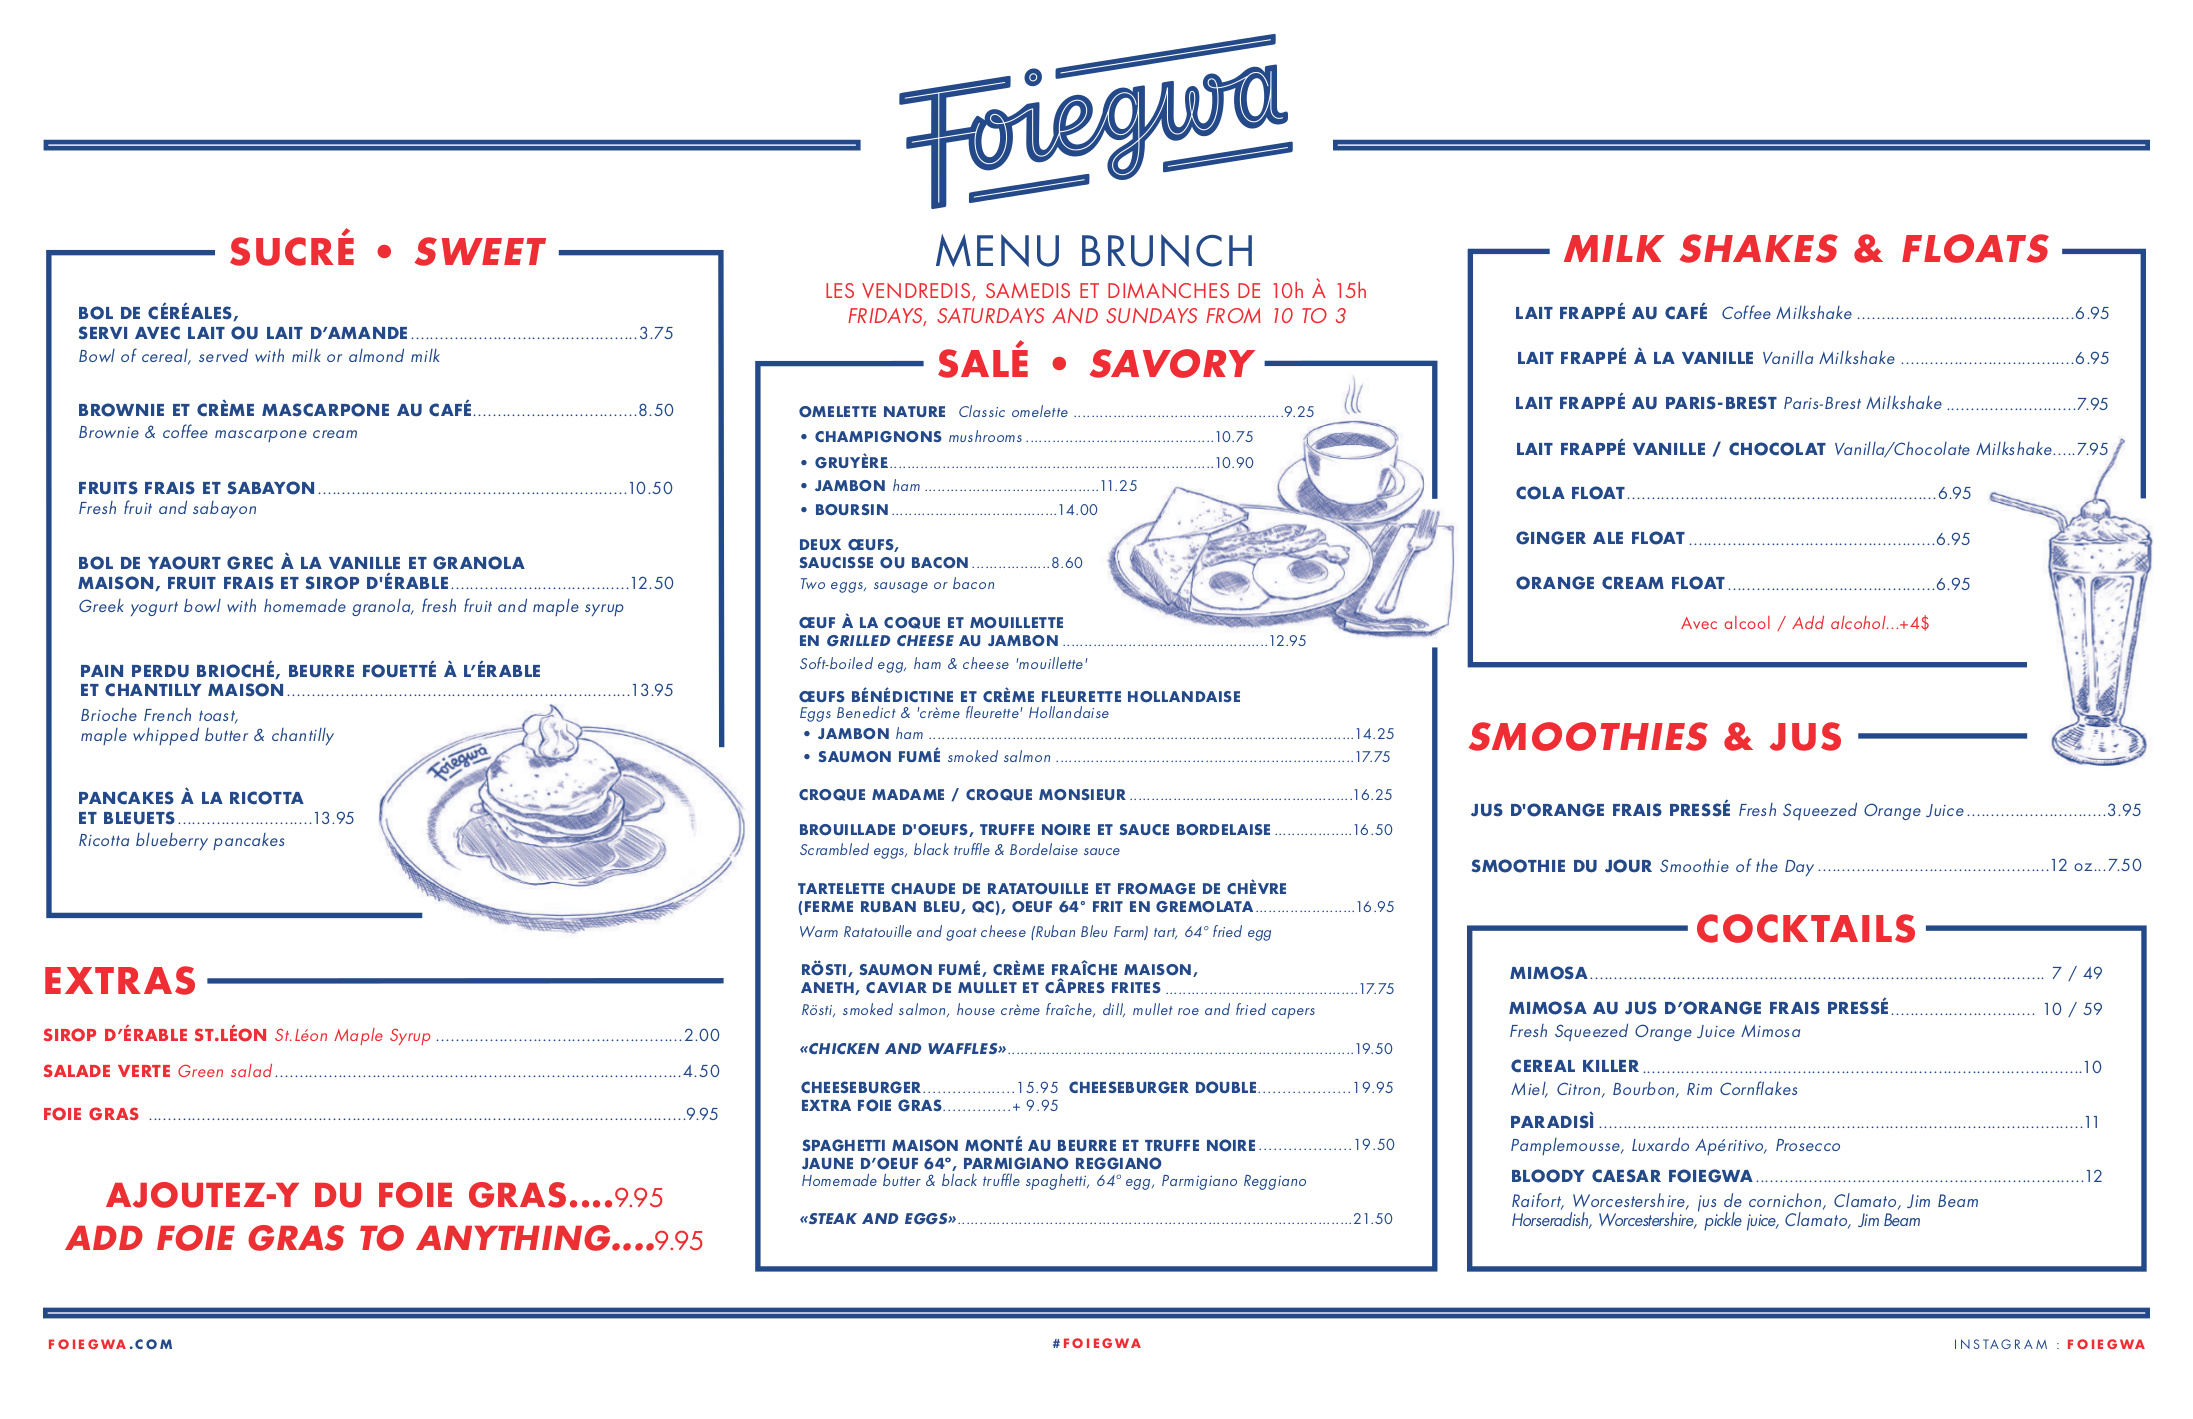 Foiegwa
MENU BRUNCH
LES VENDREDIS, SAMEDIS ET DIMANCHES DE 10h À 15h
FRIDAYS, SATURDAYS AND SUNDAYS FROM 10 TO 3
SUCRÉ • SWEET
BOL DE CÉRÉALES,
SERVI AVEC LAIT OU LAIT D’AMANDE...3.75
Bowl of cereal, served with milk or almond milk
BROWNIE ET CRÈME MASCARPONE AU CAFÉ...8.50
Brownie & coffee mascarpone cream
FRUITS FRAIS ET SABAYON...10.50
Fresh fruit and sabayon
BOL DE YAOURT GREC À LA VANILLE ET GRANOLA
MAISON, FRUIT FRAIS ET SIROP D'ÉRABLE...12.50
Greek yogurt bowl with homemade granola, fresh fruit and maple syrup
PAIN PERDU BRIOCHÉ, BEURRE FOUETTÉ À L’ÉRABLE
ET CHANTILLY MAISON...13.95
Brioche French toast,
maple whipped butter & chantilly
PANCAKES À LA RICOTTA
ET BLEUETS...13.95
Ricotta blueberry pancakes
Foiegwa
EXTRAS
SIROP D’ÉRABLE ST.LÉON St.Léon Maple Syrup...2.00
SALADE VERTE Green salad...4.50
FOIE GRAS ...9.95
AJOUTEZ-Y DU FOIE GRAS....9.95
ADD FOIE GRAS TO ANYTHING....9.95
SALÉ • SAVORY
OMELETTE NATURE Classic omelette ...9.25
• CHAMPIGNONS mushrooms ...10.75
• GRUYÈRE...10.90
• JAMBON ham ...11.25
• BOURSIN...14.00
DEUX ŒUFS,
SAUCISSE OU BACON...8.60
Two eggs, sausage or bacon
ŒUF À LA COQUE ET MOUILLETTE
EN GRILLED CHEESE AU JAMBON ...12.95
Soft-boiled egg, ham & cheese 'mouillette'
ŒUFS BÉNÉDICTINE ET CRÈME FLEURETTE HOLLANDAISE
Eggs Benedict & 'crème fleurette' Hollandaise
• JAMBON ham ...14.25
• SAUMON FUMÉ smoked salmon ...17.75
CROQUE MADAME / CROQUE MONSIEUR...16.25
BROUILLADE D'OEUFS, TRUFFE NOIRE ET SAUCE BORDELAISE ...16.50
Scrambled eggs, black truffle & Bordelaise sauce
TARTELETTE CHAUDE DE RATATOUILLE ET FROMAGE DE CHÈVRE
(FERME RUBAN BLEU, QC), OEUF 64° FRIT EN GREMOLATA...16.95
Warm Ratatouille and goat cheese (Ruban Bleu Farm) tart, 64° fried egg
RÖSTI, SAUMON FUMÉ, CRÈME FRAÎCHE MAISON,
ANETH, CAVIAR DE MULLET ET CÂPRES FRITES ...17.75
Rösti, smoked salmon, house crème fraîche, dill, mullet roe and fried capers
«CHICKEN AND WAFFLES»...19.50
CHEESEBURGER...15.95 CHEESEBURGER DOUBLE...19.95
EXTRA FOIE GRAS...+ 9.95
SPAGHETTI MAISON MONTÉ AU BEURRE ET TRUFFE NOIRE...19.50
JAUNE D’OEUF 64°, PARMIGIANO REGGIANO
Homemade butter & black truffle spaghetti, 64° egg, Parmigiano Reggiano
«STEAK AND EGGS»...21.50
MILK SHAKES & FLOATS
LAIT FRAPPÉ AU CAFÉ Coffee Milkshake ...6.95
LAIT FRAPPÉ À LA VANILLE Vanilla Milkshake ...6.95
LAIT FRAPPÉ AU PARIS-BREST Paris-Brest Milkshake ...7.95
LAIT FRAPPÉ VANILLE / CHOCOLAT Vanilla/Chocolate Milkshake.....7.95
COLA FLOAT...6.95
GINGER ALE FLOAT ...6.95
ORANGE CREAM FLOAT ...6.95
Avec alcool / Add alcohol...+4$
SMOOTHIES & JUS
JUS D'ORANGE FRAIS PRESSÉ Fresh Squeezed Orange Juice...3.95
SMOOTHIE DU JOUR Smoothie of the Day ...12 oz...7.50
COCKTAILS
MIMOSA... 7 / 49
MIMOSA AU JUS D’ORANGE FRAIS PRESSÉ... 10 / 59
Fresh Squeezed Orange Juice Mimosa
CEREAL KILLER ...10
Miel, Citron, Bourbon, Rim Cornflakes
PARADISÌ ...11
Pamplemousse, Luxardo Apéritivo, Prosecco
BLOODY CAESAR FOIEGWA...12
Raifort, Worcestershire, jus de cornichon, Clamato, Jim Beam
Horseradish, Worcestershire, pickle juice, Clamato, Jim Beam
FOIEGWA.COM
#FOIEGWA
INSTAGRAM : FOIEGWA